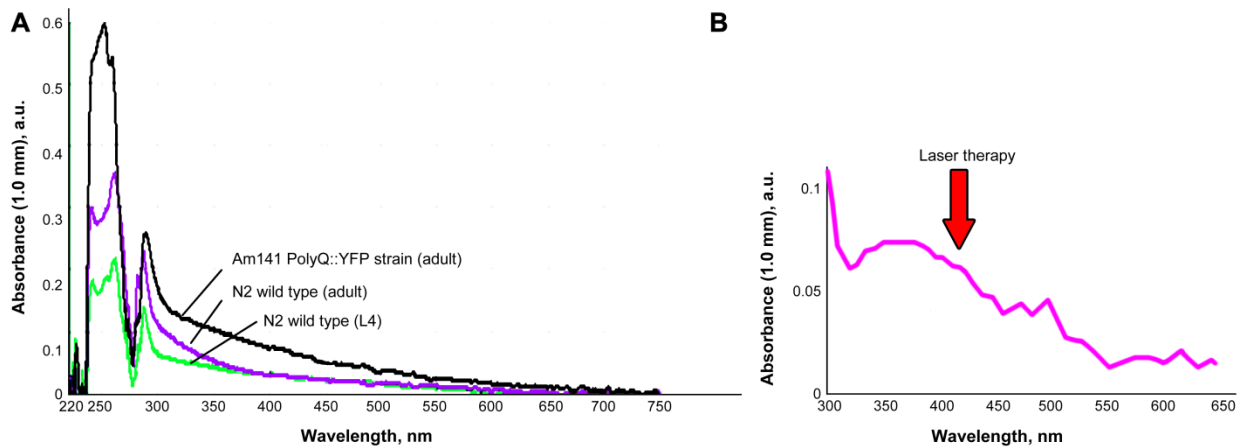 A
Absorbance (1.0 mm), a.u.
0.6
0.5
0.4
0.3
0.2
0.1
0
Am141 PolyQ::YFP strain (adult)
N2 wild type (adult)
N2 wild type (L4)
220 250 300 350 400 450 500 550 600 650 700 750
Wavelength, nm
B
Absorbance (1.0 mm), a.u.
Laser therapy
0.1
0.05
0
300 350 400 450 500 550 600 650
Wavelength, nm